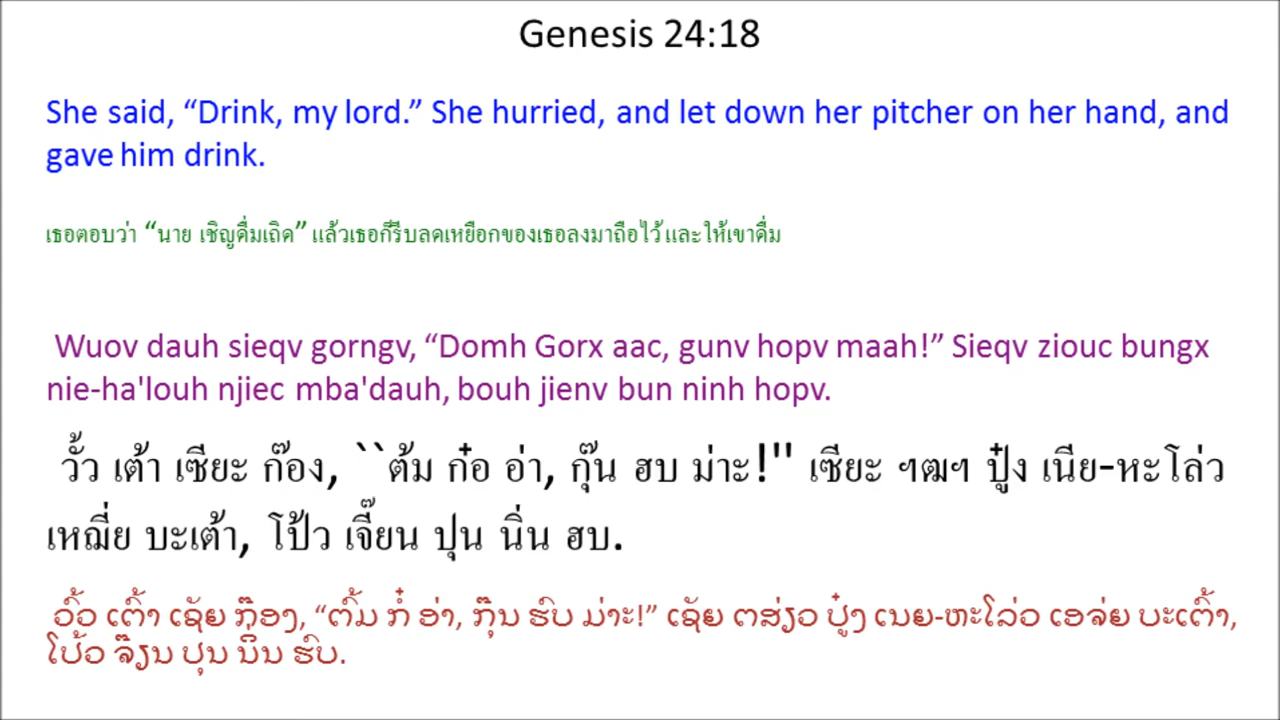 Genesis 24:18
She said, “Drink, my lord.” She hurried, and let down her pitcher on her hand, and
gave him drink.
เธอตอบว่า “นาย เชิญดื่มเถิด” แล้วเธอก็รีบลดเหยือกของเธอลงมาถือไว้ และให้เขาดื่ม
Wuov dauh sieqv gorngv, “Domh Gorx aac, gunv hopv maah!” Sieqv ziouc bungx
nie-ha'louh njiec mba'dauh, bouh jienv bun ninh hopv.
วั้ว เต้า เซียะ ก๊อง, ``ต้ม ก๋อ อ่า, กุ๊น ฮบ ม่าะ!" เซียะ ฯฒฯ ปู๋ง เนีย-หะโล่ว
เหฌี่ย บะเต้า, โป้ว เจี๊ยน ปุน นิ่น ฮบ.
ວົ້ວ ເຕົ້າ ເຊັຍ ກ໊ອງ, “ຕົ້ມ ກໍ໋ ອ່າ, ກຸ໊ນ ຮົບ ມ່າະ!” ເຊັຍ ຕສ່ຽວ ປູ໋ງ ເນຍ-ຫະໂລ່ວ ເອຈ່ຍ ບະເຕົ້າ,
ໂປ້ວ ຈ໊ຽນ ປຸນ ນິ່ນ ຮົບ.